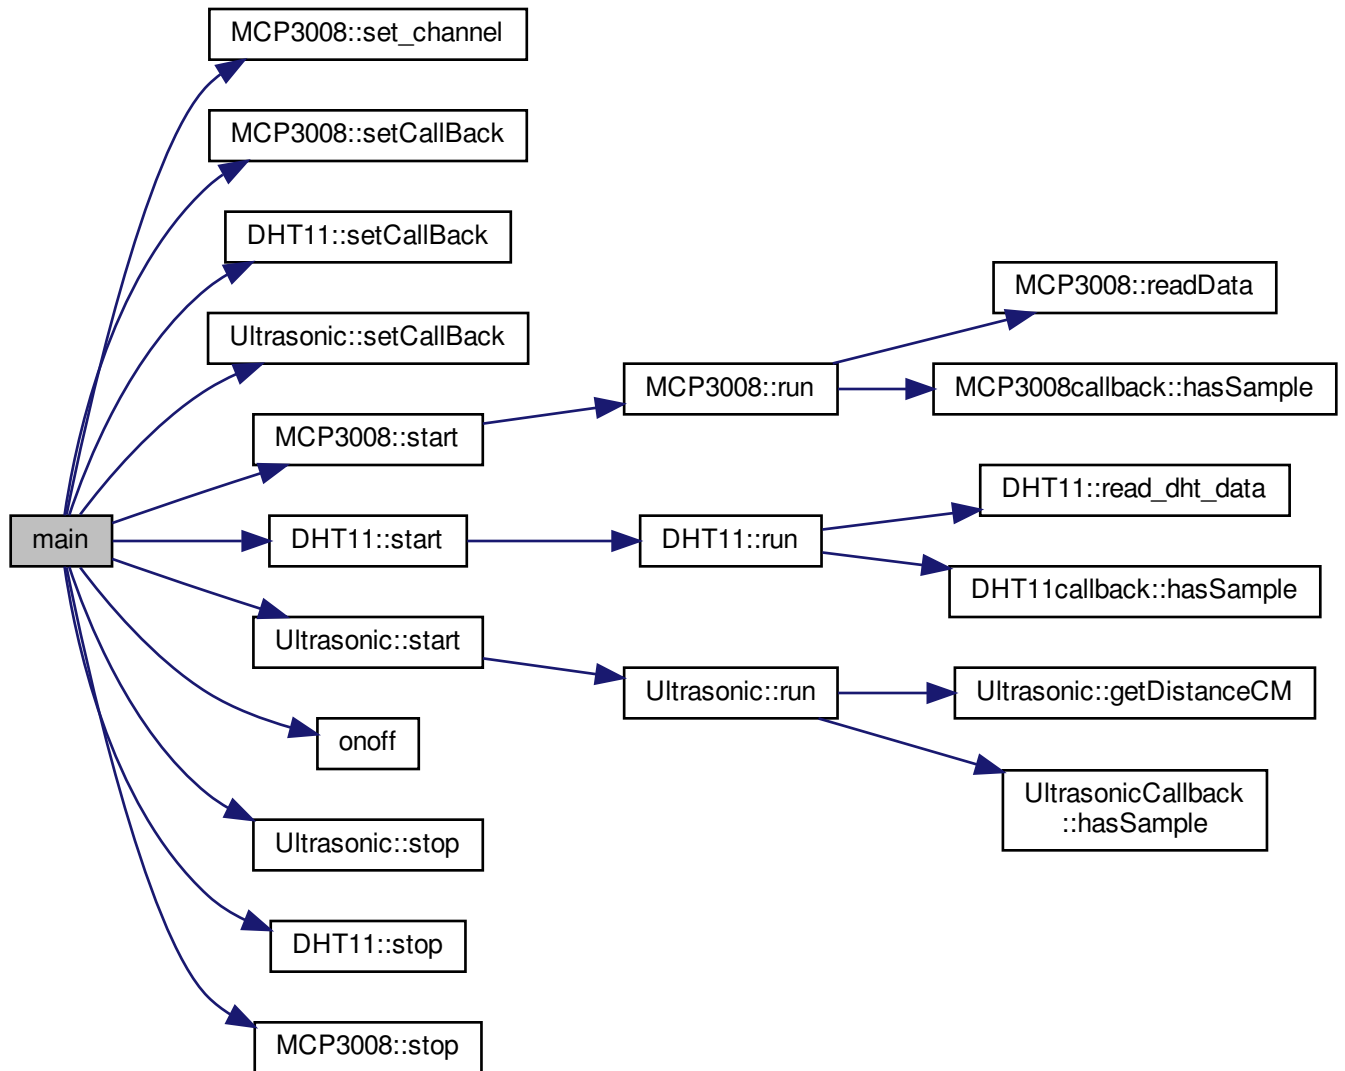 MCP3008::set_channel
MCP3008::setCallBack
DHT11::setCallBack
Ultrasonic::setCallBack
MCP3008::readData
MCP3008::run
MCP3008callback::hasSample
MCP3008::start
DHT11::read_dht_data
main
DHT11::start
DHT11::run
DHT11callback::hasSample
Ultrasonic::start
Ultrasonic::run
Ultrasonic::getDistanceCM
onoff
UltrasonicCallback
::hasSample
Ultrasonic::stop
DHT11::stop
MCP3008::stop